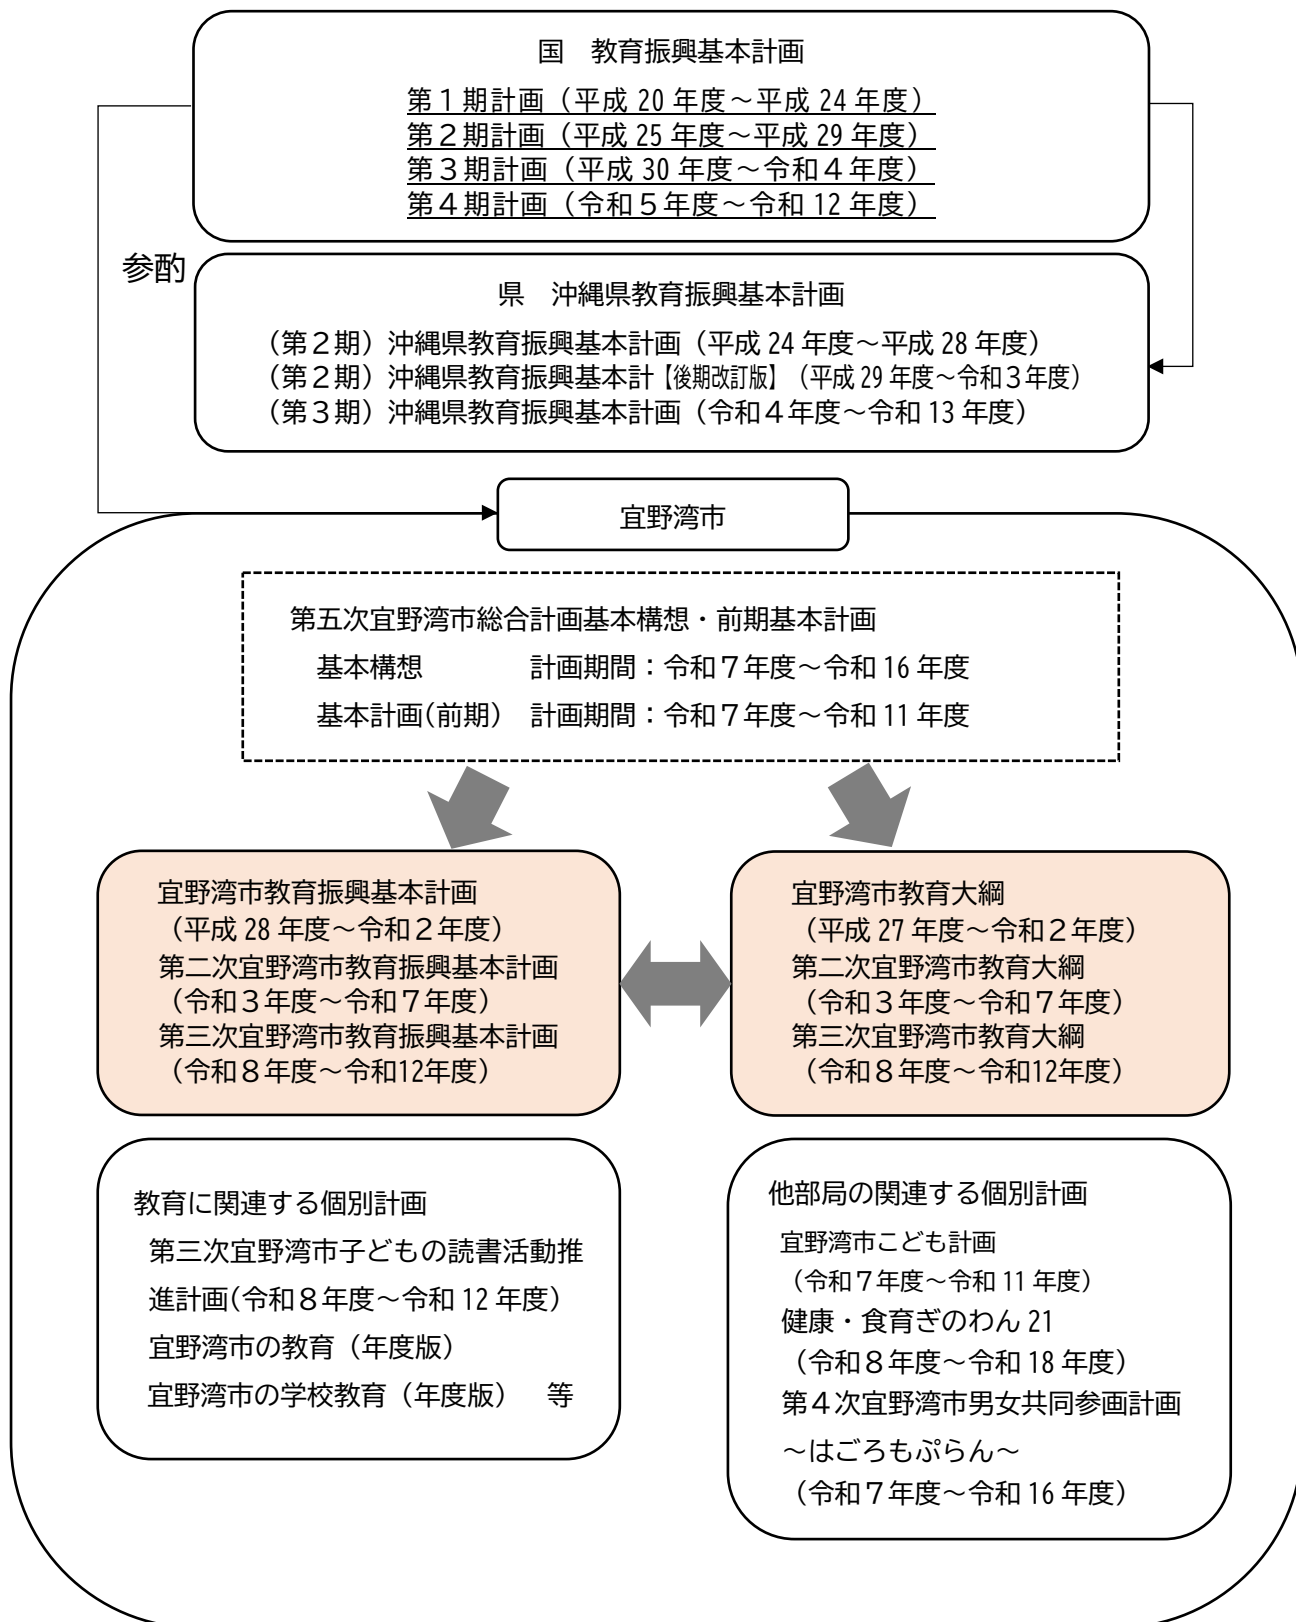 国　教育振興基本計画
第１期計画（平成 20 年度～平成 24 年度）
第２期計画（平成 25 年度～平成 29 年度）
第３期計画（平成 30 年度～令和４年度）
第４期計画（令和５年度～令和 12 年度）
参酌
県　沖縄県教育振興基本計画
（第２期）沖縄県教育振興基本計画（平成 24 年度～平成 28 年度）
（第２期）沖縄県教育振興基本計【後期改訂版】（平成 29 年度～令和３年度）
（第３期）沖縄県教育振興基本計画（令和４年度～令和 13 年度）
宜野湾市
第五次宜野湾市総合計画基本構想・前期基本計画
基本構想　　　　計画期間：令和７年度～令和 16 年度
基本計画(前期)　計画期間：令和７年度～令和 11 年度
宜野湾市教育振興基本計画
（平成 28 年度～令和２年度）
第二次宜野湾市教育振興基本計画
（令和３年度～令和７年度）
第三次宜野湾市教育振興基本計画
（令和８年度～令和12年度）
宜野湾市教育大綱
（平成 27 年度～令和２年度）
第二次宜野湾市教育大綱
（令和３年度～令和７年度）
第三次宜野湾市教育大綱
（令和８年度～令和12年度）
教育に関連する個別計画
第三次宜野湾市子どもの読書活動推
進計画(令和８年度～令和 12 年度）
宜野湾市の教育（年度版）
宜野湾市の学校教育（年度版）　等
他部局の関連する個別計画
宜野湾市こども計画
（令和７年度～令和 11 年度）
健康・食育ぎのわん 21
（令和８年度～令和 18 年度）
第４次宜野湾市男女共同参画計画
～はごろもぷらん～
（令和７年度～令和 16 年度）